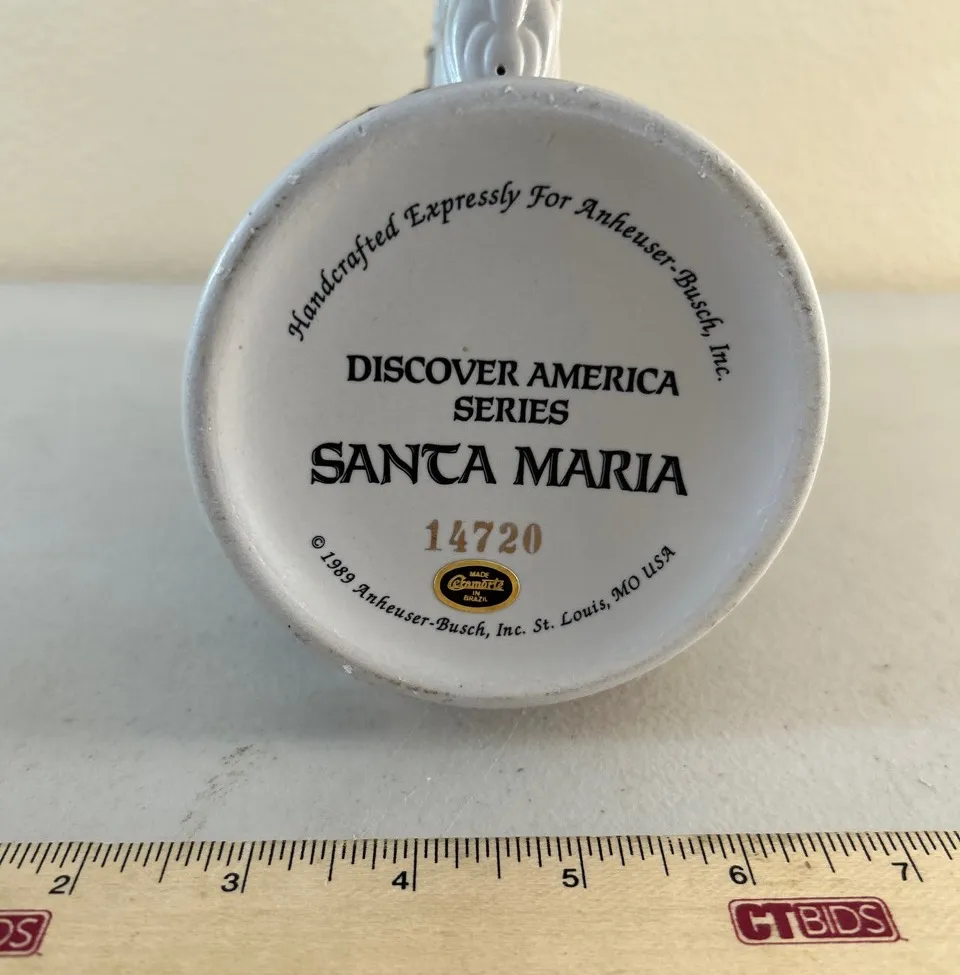 Handcrafted Expressly For Anheuser-Busch, Inc.
DISCOVER AMERICA
SERIES
SANTA MARIA
14720
MADE
Ceramarte
IN
BRAZIL
© 1989 Anheuser-Busch, Inc. St. Louis, MO USA
2 3 4 5 6 7
DS
CTBIDS